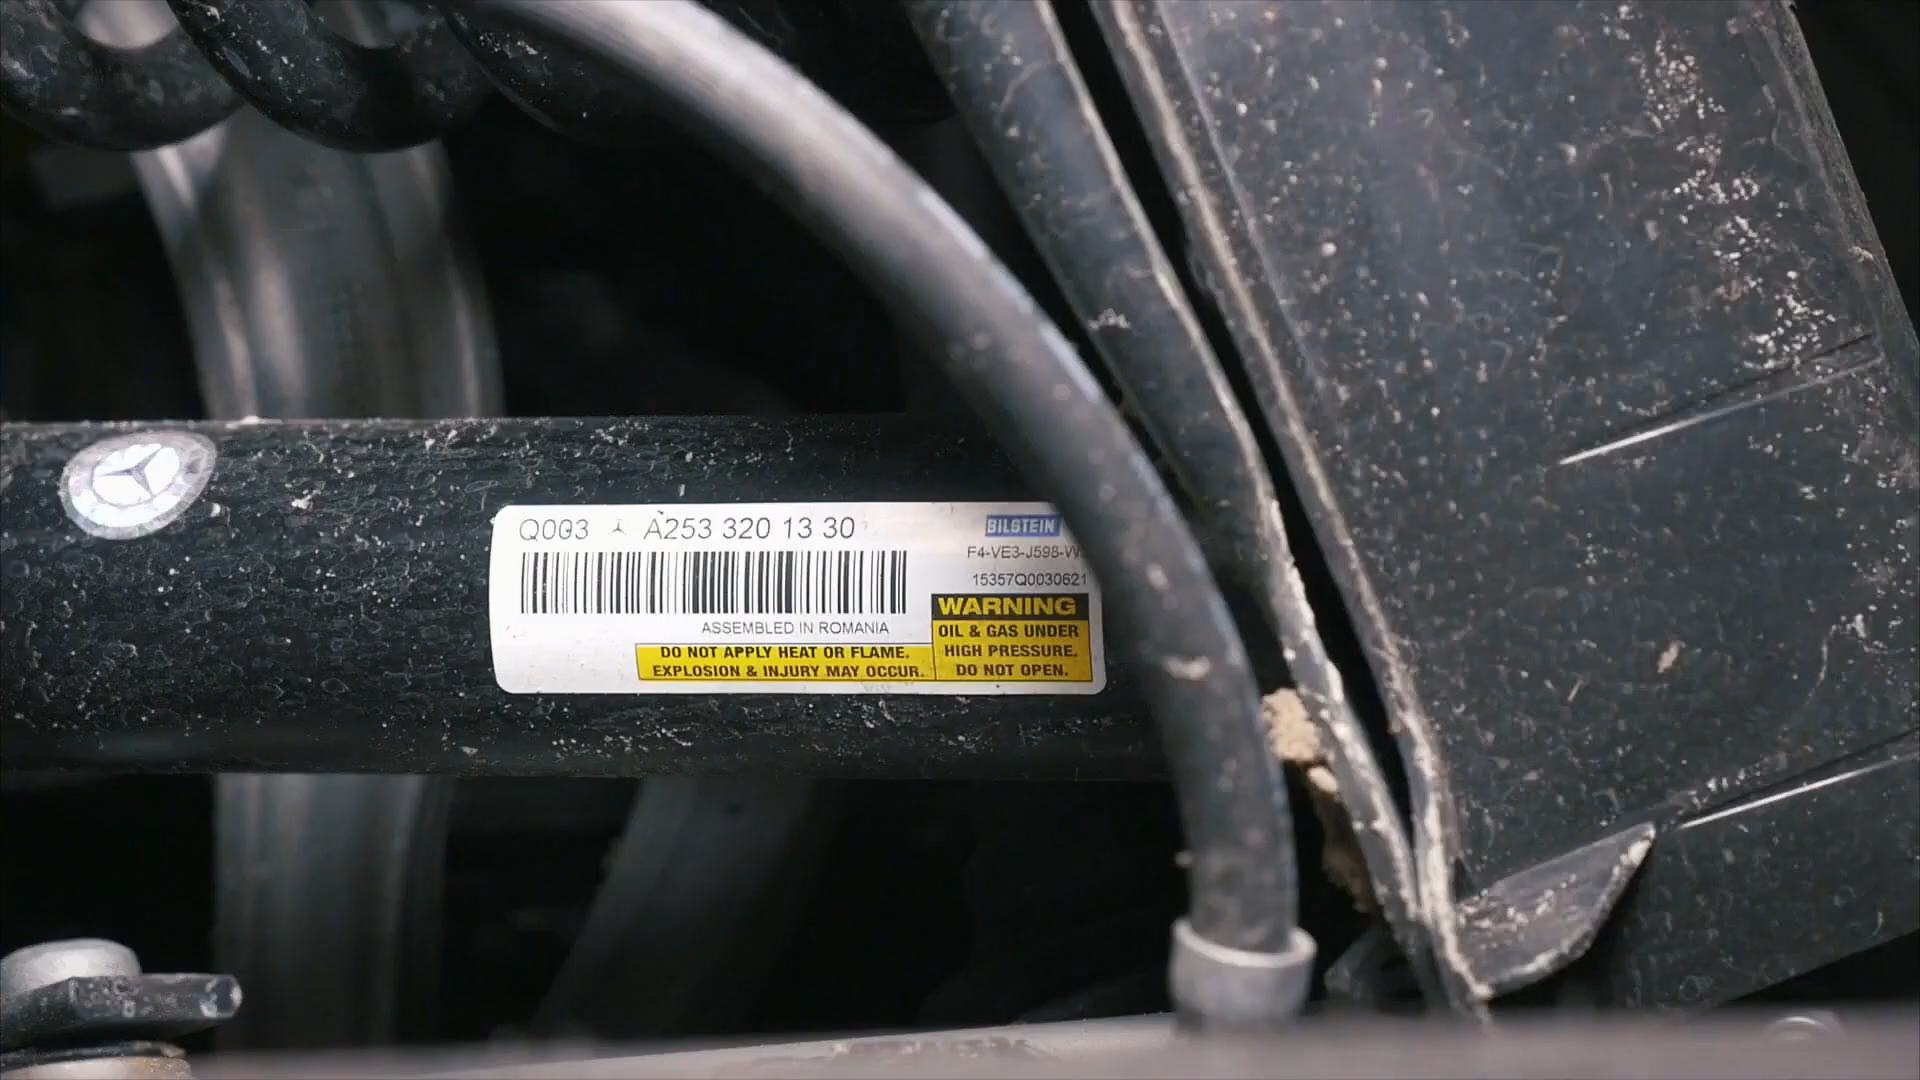 Q003 A253 320 13 30
BILSTEIN
F4-VE3-J598-W
15357Q0030621
ASSEMBLED IN ROMANIA
DO NOT APPLY HEAT OR FLAME.
EXPLOSION & INJURY MAY OCCUR.
WARNING
OIL & GAS UNDER
HIGH PRESSURE.
DO NOT OPEN.